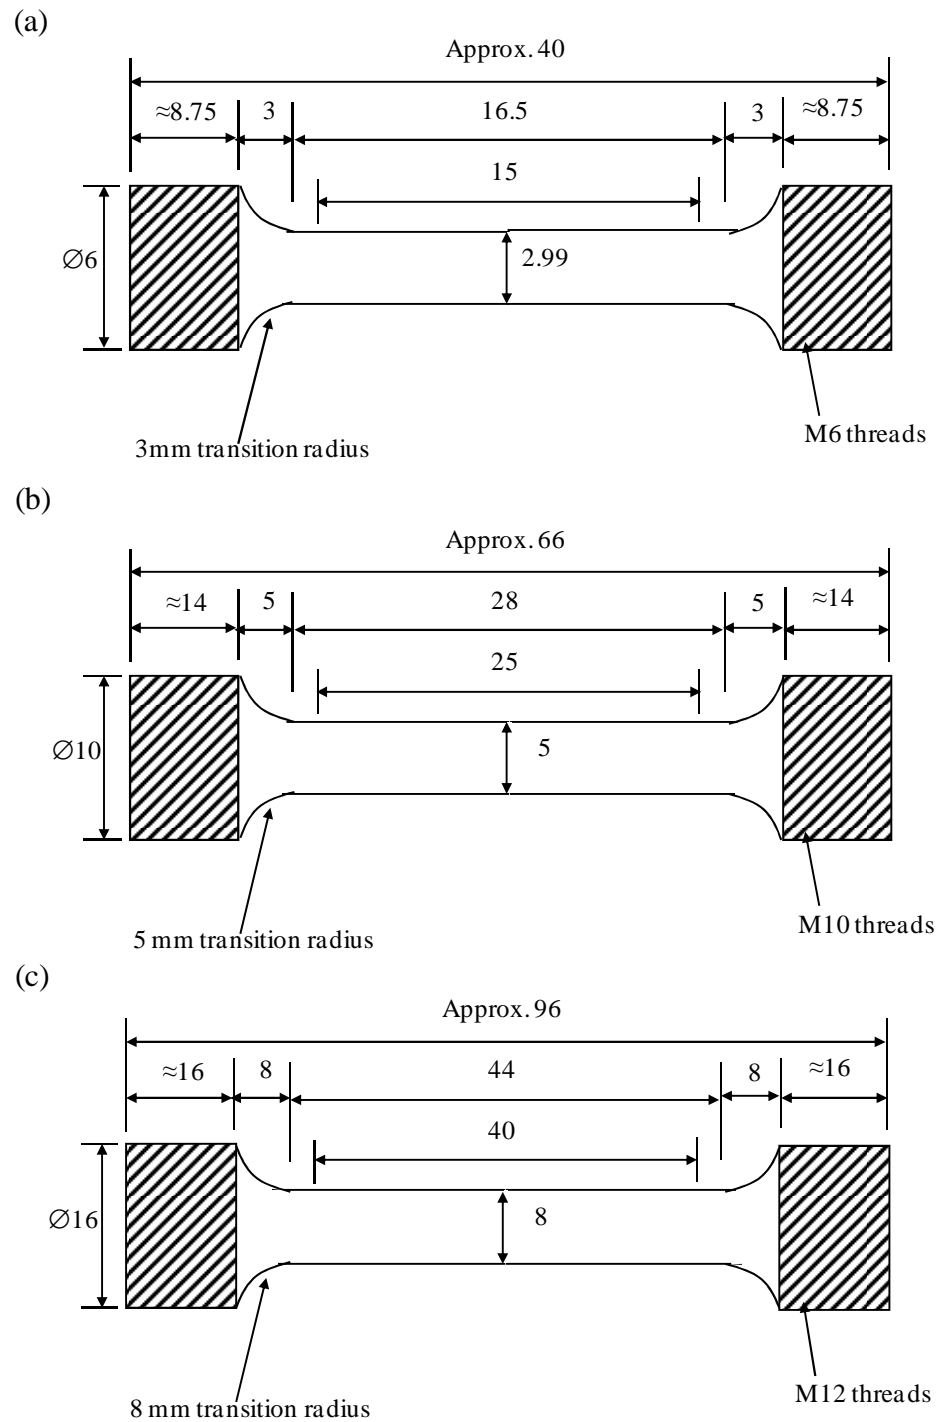 (a)
Approx. 40
≈8.75 3 16.5 3 ≈8.75
15
∅6 2.99
3mm transition radius M6 threads
(b)
Approx. 66
≈14 5 28 5 ≈14
25
∅10 5
5 mm transition radius M10 threads
(c)
Approx. 96
≈16 8 44 8 ≈16
40
∅16 8
8 mm transition radius M12 threads